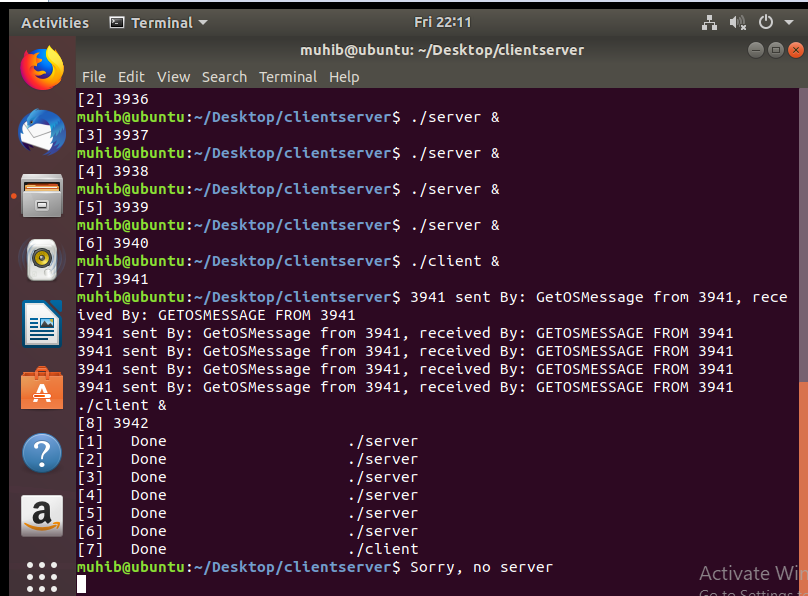 Activities Terminal Fri 22:11
muhib@ubuntu: ~/Desktop/clientserver
File Edit View Search Terminal Help
[2] 3936
muhib@ubuntu:~/Desktop/clientserver$ ./server &
[3] 3937
muhib@ubuntu:~/Desktop/clientserver$ ./server &
[4] 3938
muhib@ubuntu:~/Desktop/clientserver$ ./server &
[5] 3939
muhib@ubuntu:~/Desktop/clientserver$ ./server &
[6] 3940
muhib@ubuntu:~/Desktop/clientserver$ ./client &
[7] 3941
muhib@ubuntu:~/Desktop/clientserver$ 3941 sent By: GetOSMessage from 3941, rece
ived By: GETOSMESSAGE FROM 3941
3941 sent By: GetOSMessage from 3941, received By: GETOSMESSAGE FROM 3941
3941 sent By: GetOSMessage from 3941, received By: GETOSMESSAGE FROM 3941
3941 sent By: GetOSMessage from 3941, received By: GETOSMESSAGE FROM 3941
3941 sent By: GetOSMessage from 3941, received By: GETOSMESSAGE FROM 3941
./client &
[8] 3942
[1]   Done                    ./server
[2]   Done                    ./server
[3]   Done                    ./server
[4]   Done                    ./server
[5]   Done                    ./server
[6]   Done                    ./server
[7]   Done                    ./client
muhib@ubuntu:~/Desktop/clientserver$ Sorry, no server
Activate Win
Go to Settings